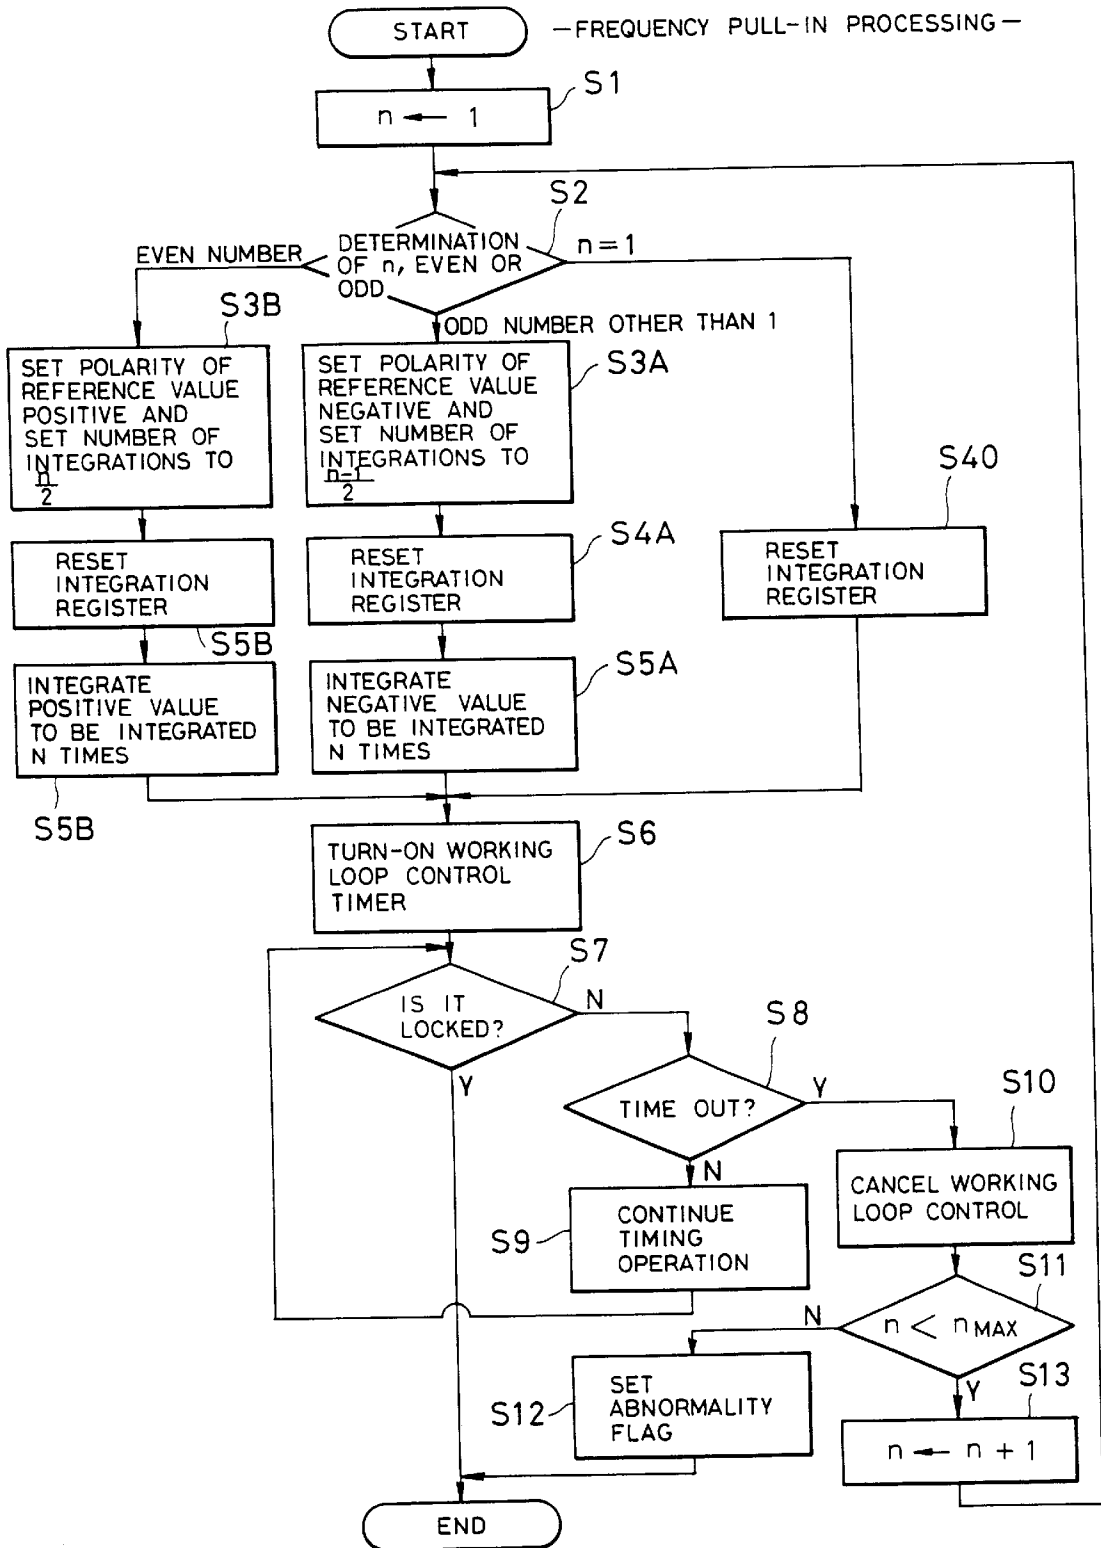 START
—FREQUENCY PULL-IN PROCESSING—
S1
n ← 1
S2
DETERMINATION
OF n, EVEN OR
ODD
EVEN NUMBER
n=1
ODD NUMBER OTHER THAN 1
S3B
SET POLARITY OF
REFERENCE VALUE
POSITIVE AND
SET NUMBER OF
INTEGRATIONS TO
n
2
S3A
SET POLARITY OF
REFERENCE VALUE
NEGATIVE AND
SET NUMBER OF
INTEGRATIONS TO
n-1
2
RESET
INTEGRATION
REGISTER
S5B
S4A
RESET
INTEGRATION
REGISTER
S40
RESET
INTEGRATION
REGISTER
INTEGRATE
POSITIVE VALUE
TO BE INTEGRATED
N TIMES
S5B
S5A
INTEGRATE
NEGATIVE VALUE
TO BE INTEGRATED
N TIMES
S6
TURN-ON WORKING
LOOP CONTROL
TIMER
S7
IS IT
LOCKED?
N
Y
S8
TIME OUT?
Y
N
S10
CANCEL WORKING
LOOP CONTROL
S9
CONTINUE
TIMING
OPERATION
S11
n < nMAX
N
Y
S12
SET
ABNORMALITY
FLAG
S13
n ← n + 1
END